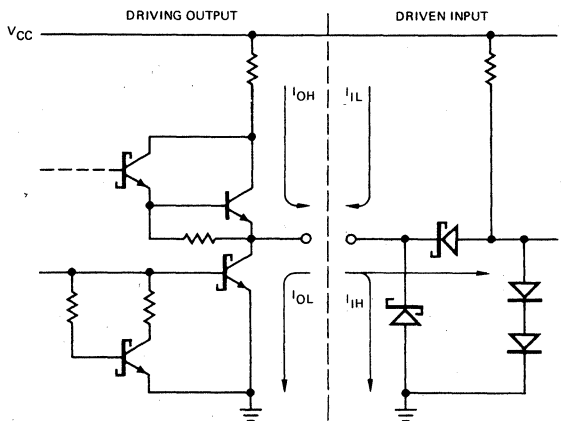 DRIVING OUTPUT
DRIVEN INPUT
VCC
IOH
IIL
IOL
IIH